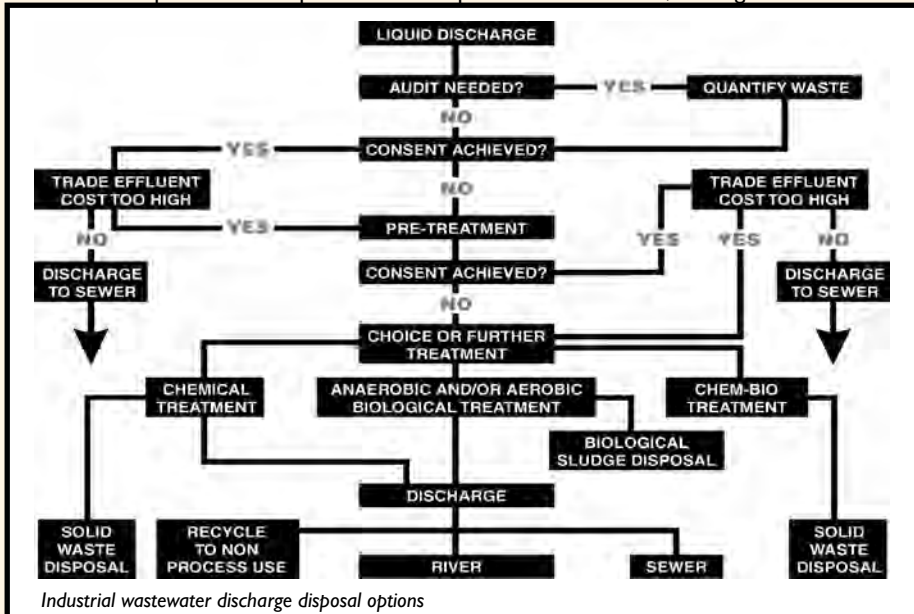 LIQUID DISCHARGE
AUDIT NEEDED?
YES
QUANTIFY WASTE
NO
YES
CONSENT ACHIEVED?
TRADE EFFLUENT
COST TOO HIGH
NO
TRADE EFFLUENT
COST TOO HIGH
NO
YES
PRE-TREATMENT
YES
YES
NO
DISCHARGE
TO SEWER
CONSENT ACHIEVED?
DISCHARGE
TO SEWER
NO
CHOICE OR FURTHER
TREATMENT
CHEMICAL
TREATMENT
ANAEROBIC AND/OR AEROBIC
BIOLOGICAL TREATMENT
CHEM-BIO
TREATMENT
BIOLOGICAL
SLUDGE DISPOSAL
DISCHARGE
SOLID
WASTE
DISPOSAL
RECYCLE
TO NON
PROCESS USE
RIVER
SEWER
SOLID
WASTE
DISPOSAL
Industrial wastewater discharge disposal options